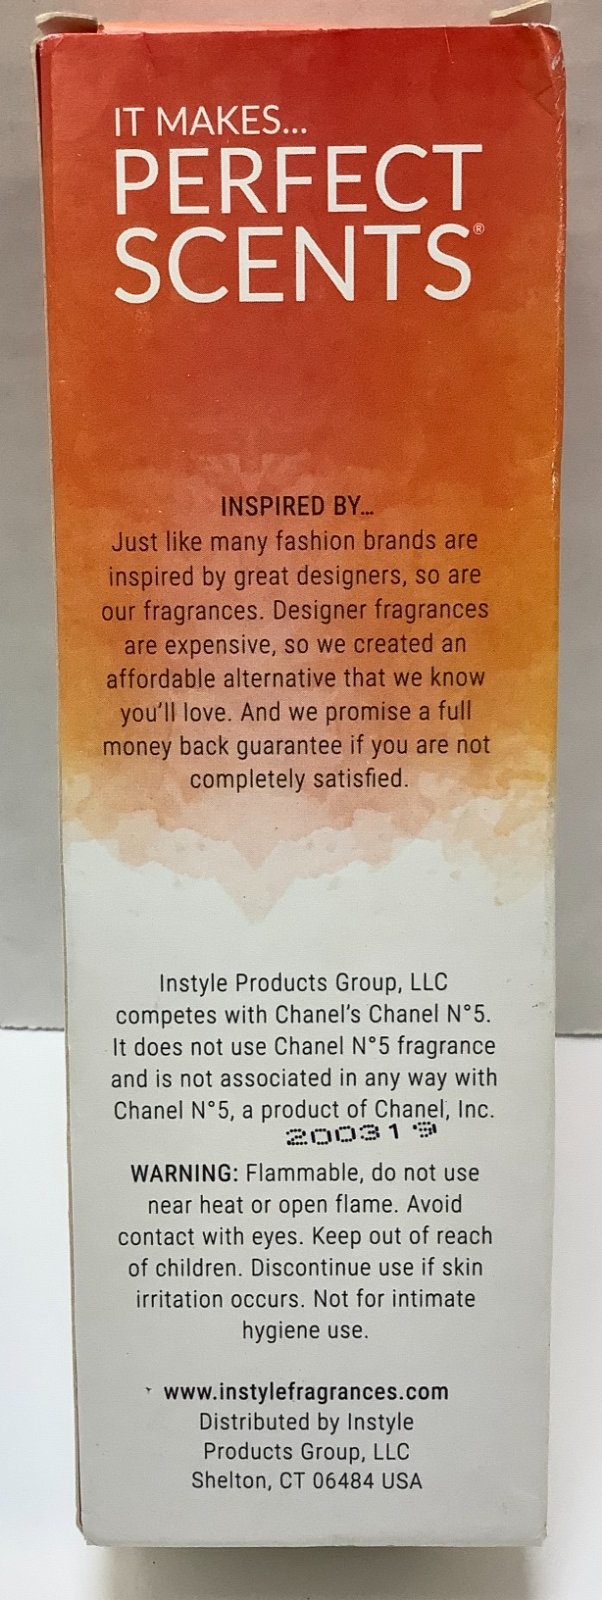 IT MAKES...
PERFECT
SCENTS®
INSPIRED BY...
Just like many fashion brands are
inspired by great designers, so are
our fragrances. Designer fragrances
are expensive, so we created an
affordable alternative that we know
you'll love. And we promise a full
money back guarantee if you are not
completely satisfied.
Instyle Products Group, LLC
competes with Chanel's Chanel N°5.
It does not use Chanel N°5 fragrance
and is not associated in any way with
Chanel N°5, a product of Chanel, Inc.
200319
WARNING: Flammable, do not use
near heat or open flame. Avoid
contact with eyes. Keep out of reach
of children. Discontinue use if skin
irritation occurs. Not for intimate
hygiene use.
www.instylefragrances.com
Distributed by Instyle
Products Group, LLC
Shelton, CT 06484 USA